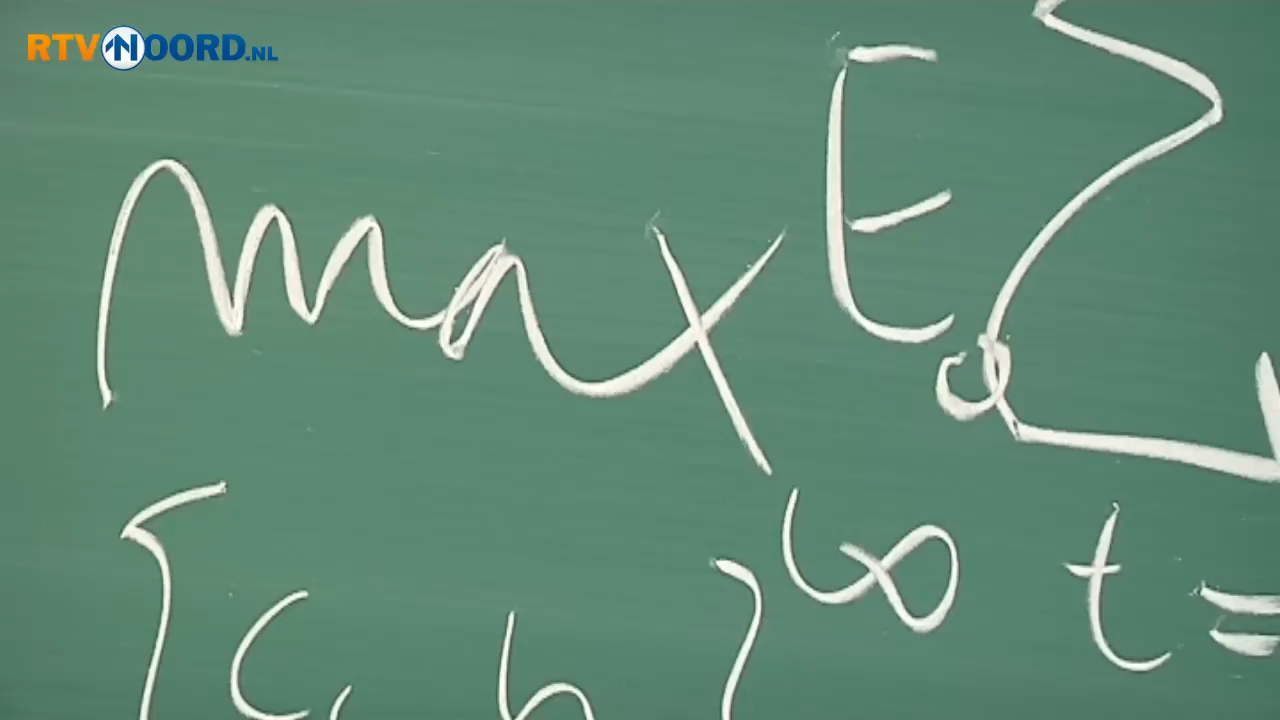 RTVNOORD.NL
max E₀ Σ
{c, h}∞ t=